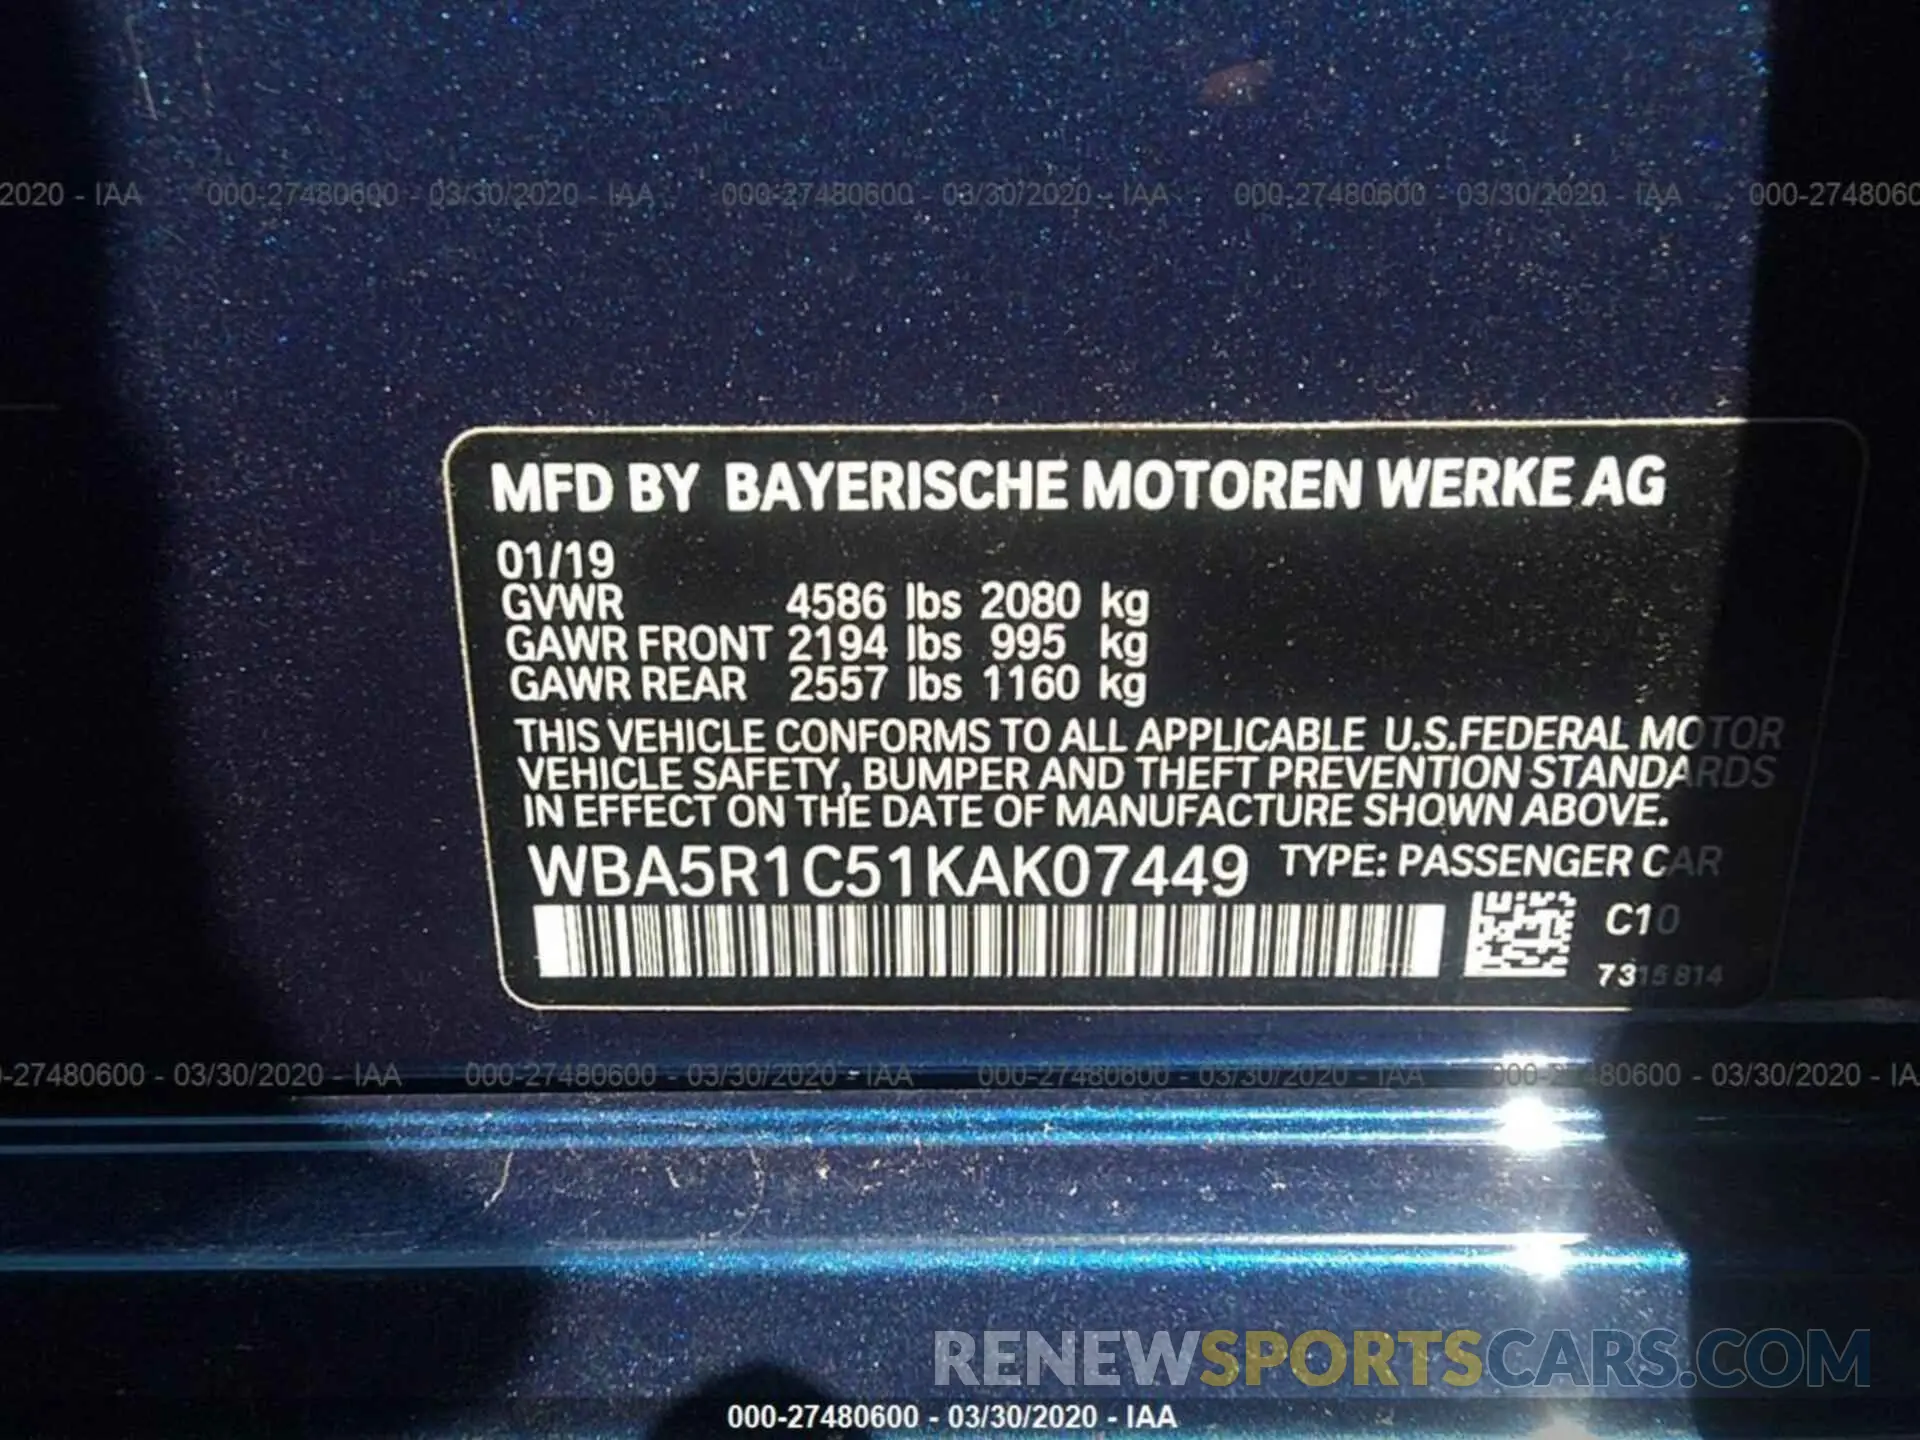 2020 - IAA 000-27480600 - 03/30/2020 - IAA 000-27480600 - 03/30/2020 - IAA 000-27480600 - 03/30/2020 - IAA 000-2748060
MFD BY BAYERISCHE MOTOREN WERKE AG
01/19
GVWR 4586 lbs 2080 kg
GAWR FRONT 2194 lbs 995 kg
GAWR REAR 2557 lbs 1160 kg
THIS VEHICLE CONFORMS TO ALL APPLICABLE U.S.FEDERAL MOTOR
VEHICLE SAFETY, BUMPER AND THEFT PREVENTION STANDARDS
IN EFFECT ON THE DATE OF MANUFACTURE SHOWN ABOVE.
WBA5R1C51KAK07449 TYPE: PASSENGER CAR
C10
7315814
-27480600 - 03/30/2020 - IAA 000-27480600 - 03/30/2020 - IAA 000-27480600 - 03/30/2020 - IAA 000-27480600 - 03/30/2020 - IA
RENEWSPORTSCARS.COM
000-27480600 - 03/30/2020 - IAA